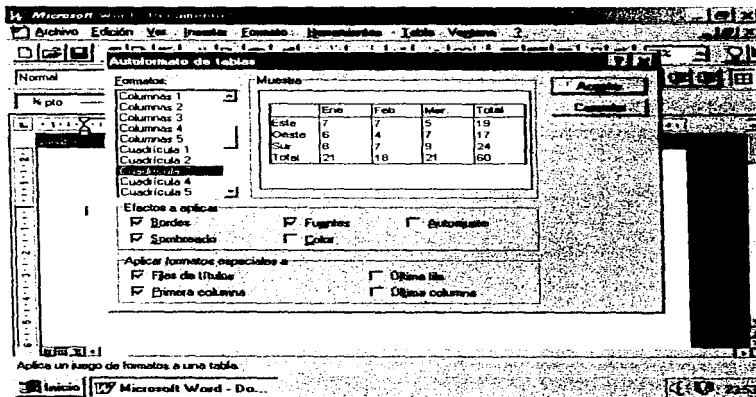 Microsoft Word - Documento
Archivo Edición Ver Insertar Formato Herramientas Tabla Ventana ?
Normal
¾ pto
Autoformato de tablas
Formatos:
Columnas 1
Columnas 2
Columnas 3
Columnas 4
Columnas 5
Cuadrícula 1
Cuadrícula 2
Cuadrícula 4
Cuadrícula 5
Muestra
Ene Feb Mar. Total
Este 7 7 5 19
Oeste 6 4 7 17
Sur 8 7 9 24
Total 21 18 21 60
Aceptar
Cancelar
Efectos a aplicar
Bordes Fuentes Autoajuste
Sombreado Color
Aplicar formatos especiales a
Filas de títulos Última fila
Primera columna Última columna
Aplica un juego de formatos a una tabla.
Inicio Microsoft Word - Do...